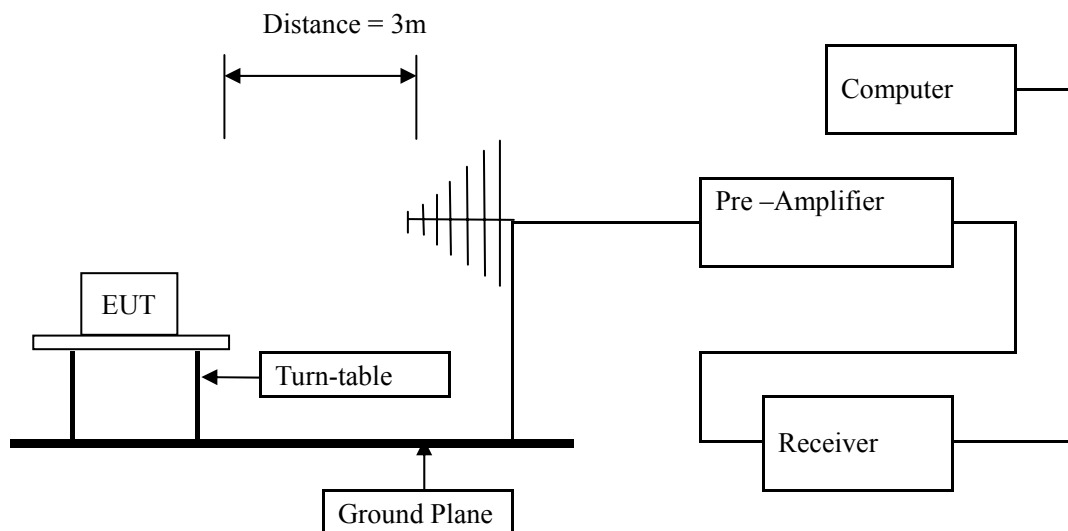 Distance = 3m
Computer
Pre –Amplifier
EUT
Turn-table
Receiver
Ground Plane